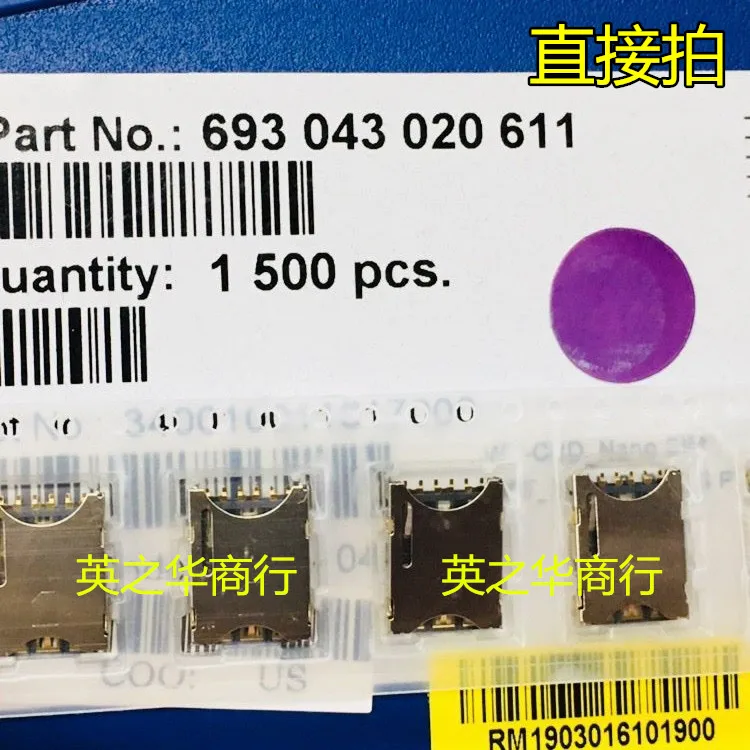 直接拍
Part No.: 693 043 020 611
Quantity: 1 500 pcs.
英之华商行 英之华商行
COO: US
RM1903016101900